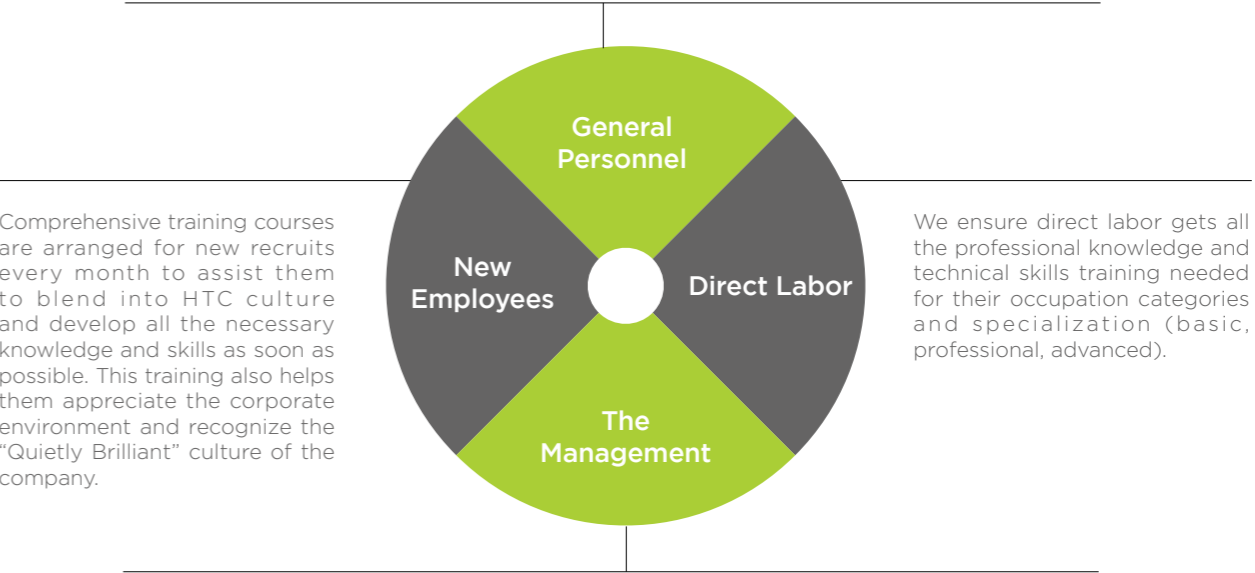 General
Personnel
Comprehensive training courses
are arranged for new recruits
every month to assist them
to blend into HTC culture
and develop all the necessary
knowledge and skills as soon as
possible. This training also helps
them appreciate the corporate
environment and recognize the
“Quietly Brilliant” culture of the
company.
New
Employees
Direct Labor
We ensure direct labor gets all
the professional knowledge and
technical skills training needed
for their occupation categories
and specialization (basic,
professional, advanced).
The
Management